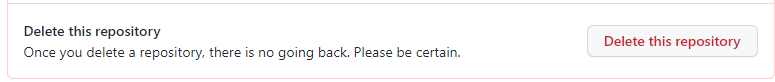 Delete this repository
Once you delete a repository, there is no going back. Please be certain.
Delete this repository